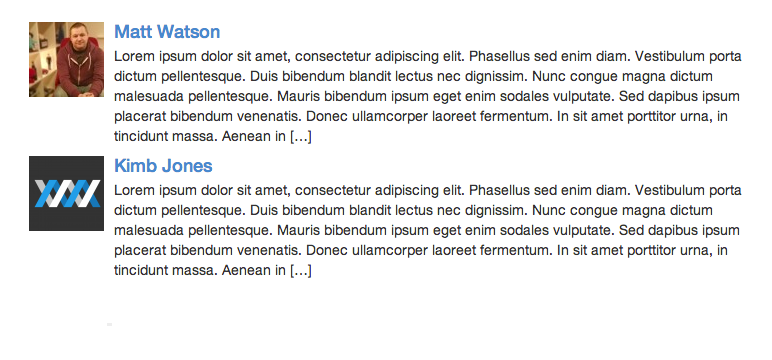 Matt Watson
Lorem ipsum dolor sit amet, consectetur adipiscing elit. Phasellus sed enim diam. Vestibulum porta
dictum pellentesque. Duis bibendum blandit lectus nec dignissim. Nunc congue magna dictum
malesuada pellentesque. Mauris bibendum ipsum eget enim sodales vulputate. Sed dapibus ipsum
placerat bibendum venenatis. Donec ullamcorper laoreet fermentum. In sit amet porttitor urna, in
tincidunt massa. Aenean in […]
Kimb Jones
Lorem ipsum dolor sit amet, consectetur adipiscing elit. Phasellus sed enim diam. Vestibulum porta
dictum pellentesque. Duis bibendum blandit lectus nec dignissim. Nunc congue magna dictum
malesuada pellentesque. Mauris bibendum ipsum eget enim sodales vulputate. Sed dapibus ipsum
placerat bibendum venenatis. Donec ullamcorper laoreet fermentum. In sit amet porttitor urna, in
tincidunt massa. Aenean in […]